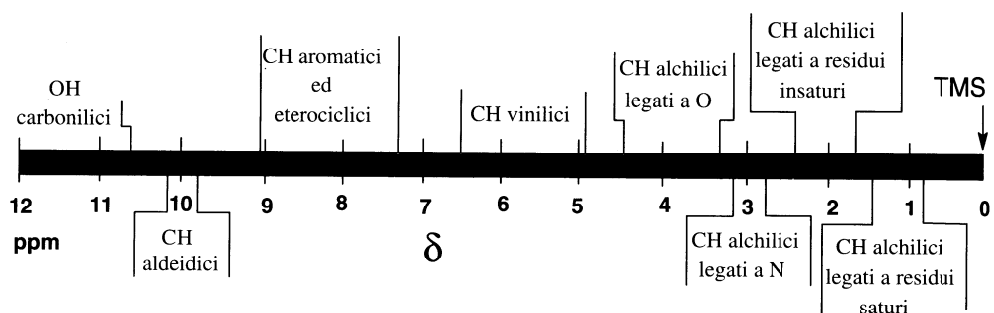 OH
carbonilici
CH aromatici
ed
eterociclici
CH vinilici
CH alchilici
legati a O
CH alchilici
legati a residui
insaturi
TMS
12 11 10 9 8 7 6 5 4 3 2 1 0
ppm
CH
aldeidici
δ
CH alchilici
legati a N
CH alchilici
legati a residui
saturi